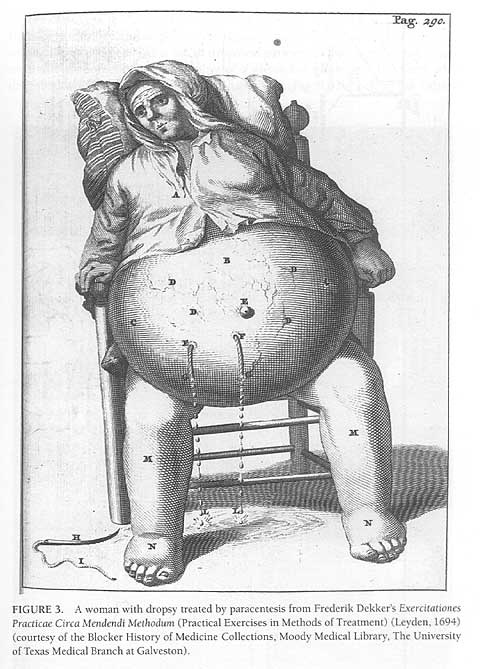 Pag. 290.
A
B
D
D
C
D
E
C
D
F
F
M
M
L
L
H
N
N
I
FIGURE 3. A woman with dropsy treated by paracentesis from Frederik Dekker's Exercitationes
Practicae Circa Mendendi Methodum (Practical Exercises in Methods of Treatment) (Leyden, 1694)
(courtesy of the Blocker History of Medicine Collections, Moody Medical Library, The University
of Texas Medical Branch at Galveston).